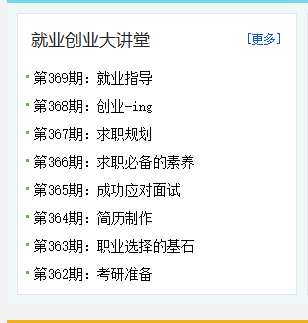 就业创业大讲堂 [更多]
第369期：就业指导
第368期：创业-ing
第367期：求职规划
第366期：求职必备的素养
第365期：成功应对面试
第364期：简历制作
第363期：职业选择的基石
第362期：考研准备